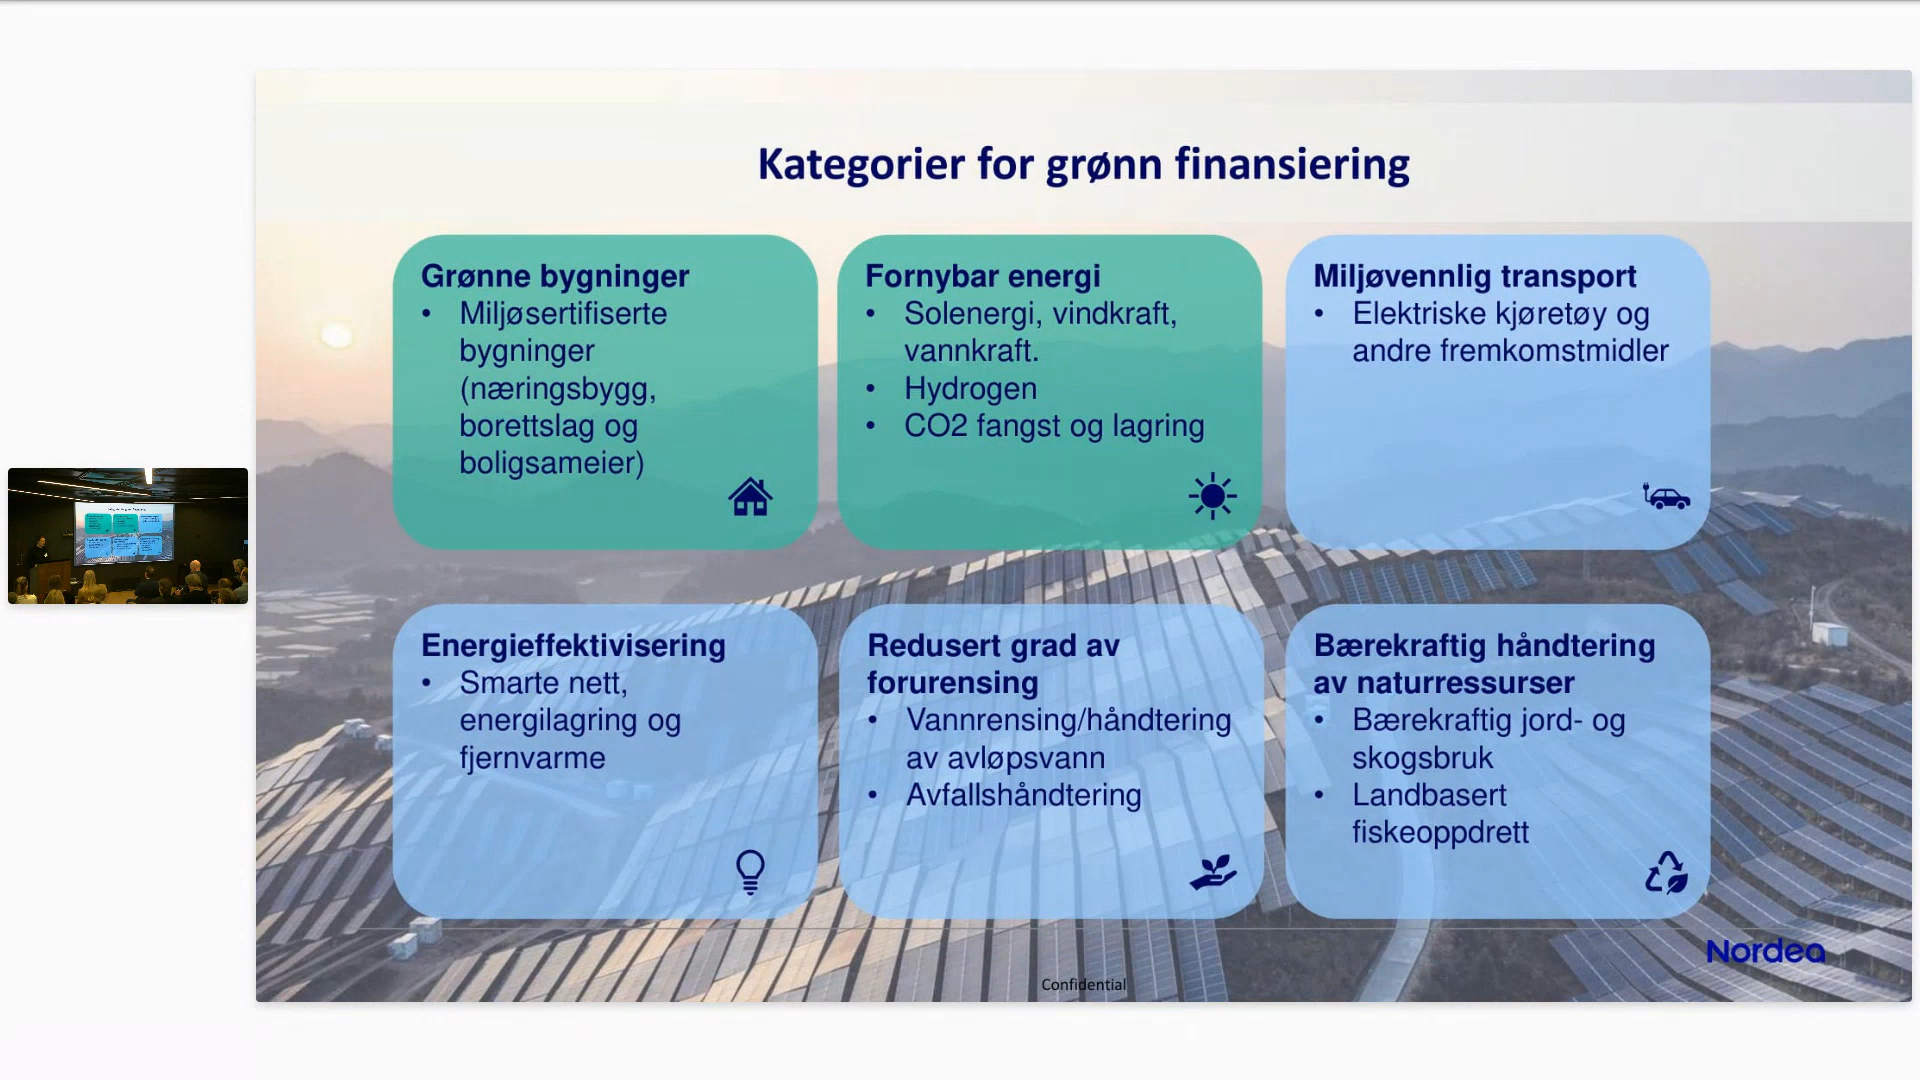 Kategorier for grønn finansiering
Grønne bygninger
• Miljøsertifiserte
bygninger
(næringsbygg,
borettslag og
boligsameier)
Fornybar energi
• Solenergi, vindkraft,
vannkraft.
• Hydrogen
• CO2 fangst og lagring
Miljøvennlig transport
• Elektriske kjøretøy og
andre fremkomstmidler
Energieffektivisering
• Smarte nett,
energilagring og
fjernvarme
Redusert grad av
forurensing
• Vannrensing/håndtering
av avløpsvann
• Avfallshåndtering
Bærekraftig håndtering
av naturressurser
• Bærekraftig jord- og
skogsbruk
• Landbasert
fiskeoppdrett
Nordea
Confidential